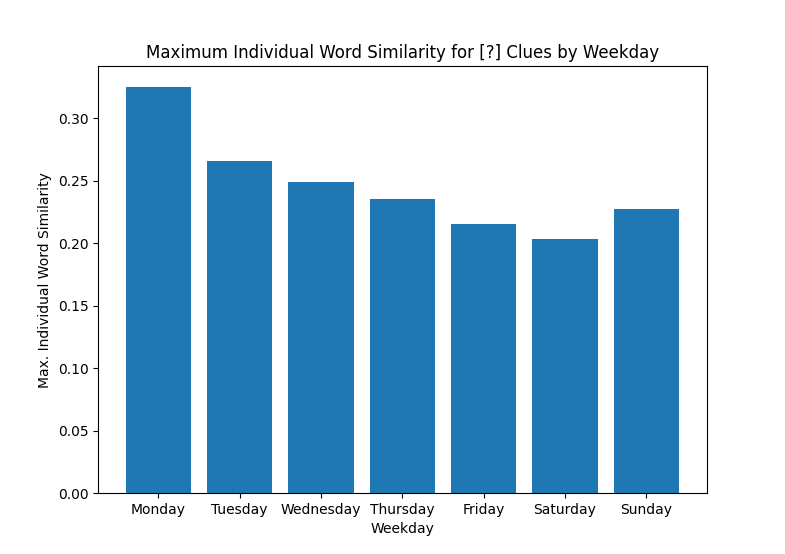 Maximum Individual Word Similarity for [?] Clues by Weekday
Max. Individual Word Similarity
0.30
0.25
0.20
0.15
0.10
0.05
0.00
Monday Tuesday Wednesday Thursday Friday Saturday Sunday
Weekday